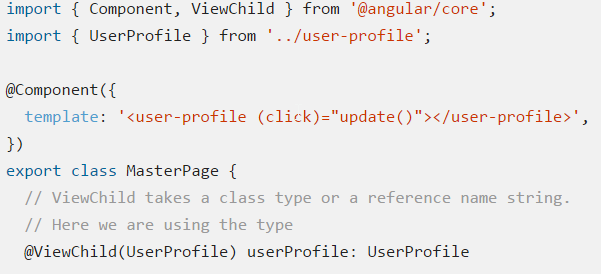 import { Component, ViewChild } from '@angular/core';
import { UserProfile } from '../user-profile';
@Component({
template: '<user-profile (click)="update()"></user-profile>',
})
export class MasterPage {
// ViewChild takes a class type or a reference name string.
// Here we are using the type
@ViewChild(UserProfile) userProfile: UserProfile